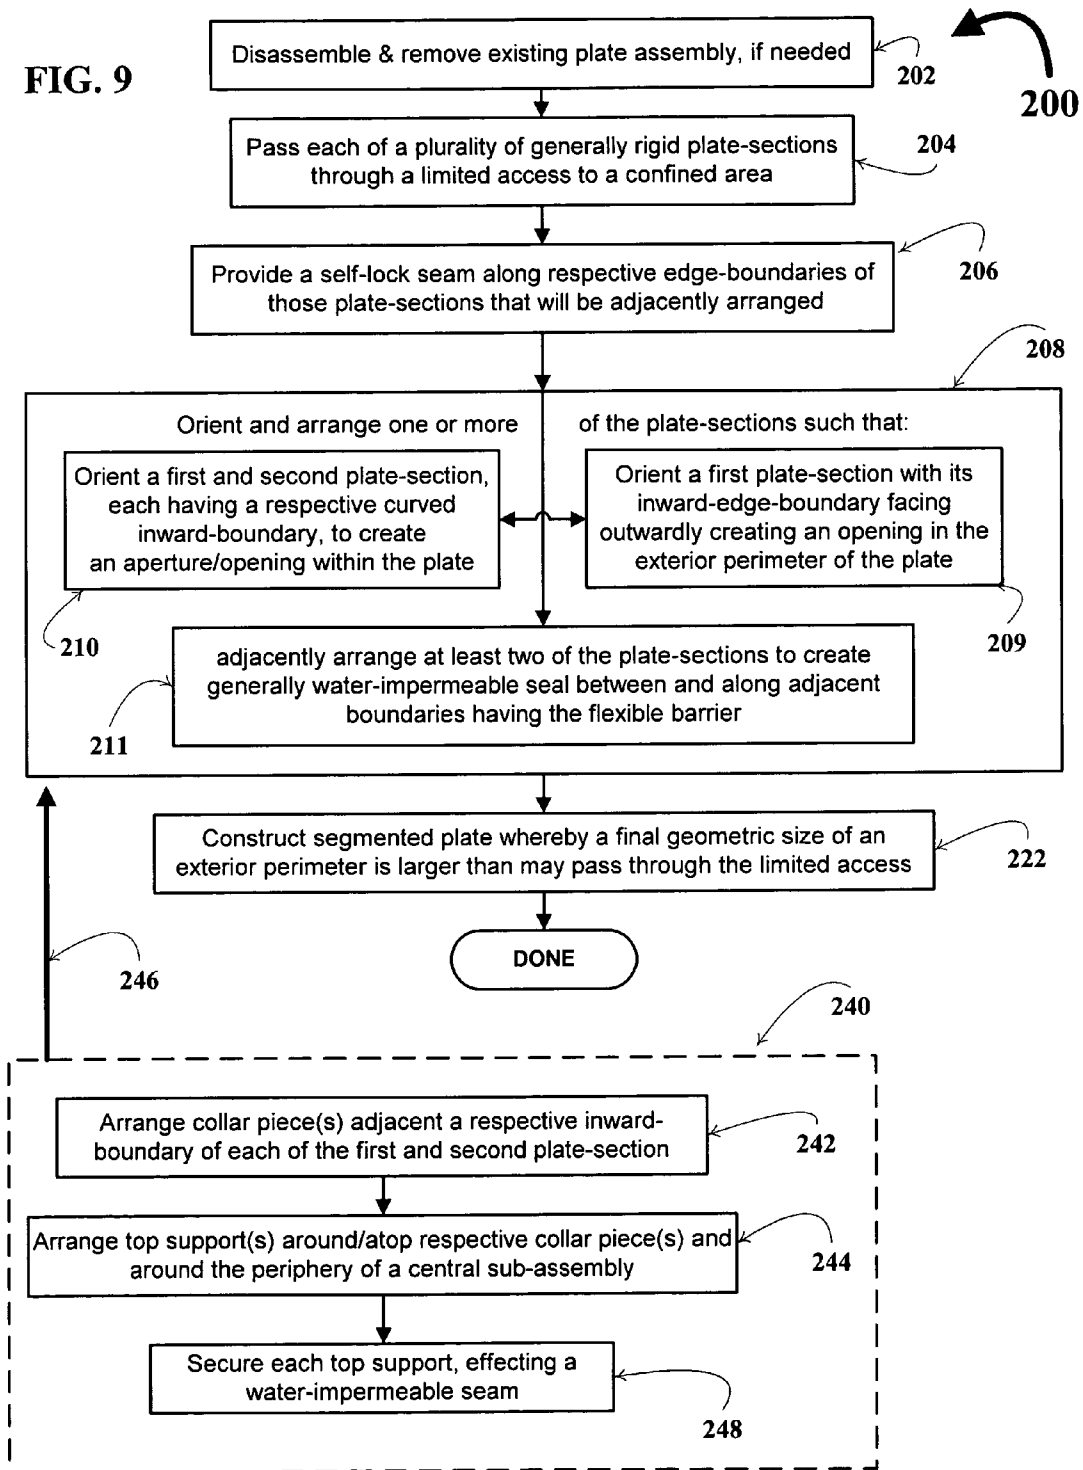 Disassemble & remove existing plate assembly, if needed
FIG. 9
202
200
Pass each of a plurality of generally rigid plate-sections
through a limited access to a confined area
204
Provide a self-lock seam along respective edge-boundaries of
those plate-sections that will be adjacently arranged
206
208
Orient and arrange one or more of the plate-sections such that:
Orient a first and second plate-section,
each having a respective curved
inward-boundary, to create
an aperture/opening within the plate
Orient a first plate-section with its
inward-edge-boundary facing
outwardly creating an opening in the
exterior perimeter of the plate
210
209
adjacently arrange at least two of the plate-sections to create
generally water-impermeable seal between and along adjacent
boundaries having the flexible barrier
211
Construct segmented plate whereby a final geometric size of an
exterior perimeter is larger than may pass through the limited access
222
DONE
246
240
Arrange collar piece(s) adjacent a respective inward-
boundary of each of the first and second plate-section
242
Arrange top support(s) around/atop respective collar piece(s) and
around the periphery of a central sub-assembly
244
Secure each top support, effecting a
water-impermeable seam
248